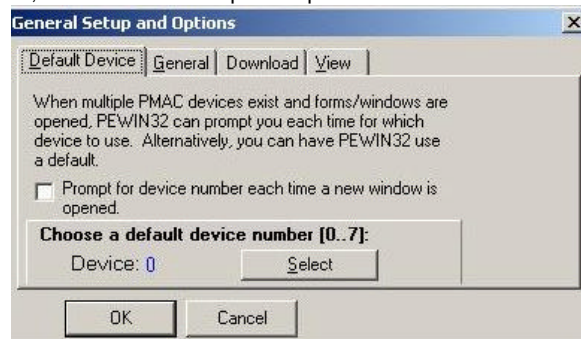 General Setup and Options
Default Device General Download View
When multiple PMAC devices exist and forms/windows are
opened, PEWIN32 can prompt you each time for which
device to use. Alternatively, you can have PEWIN32 use
a default.
Prompt for device number each time a new window is
opened.
Choose a default device number [0..7]:
Device: 0 Select
OK Cancel